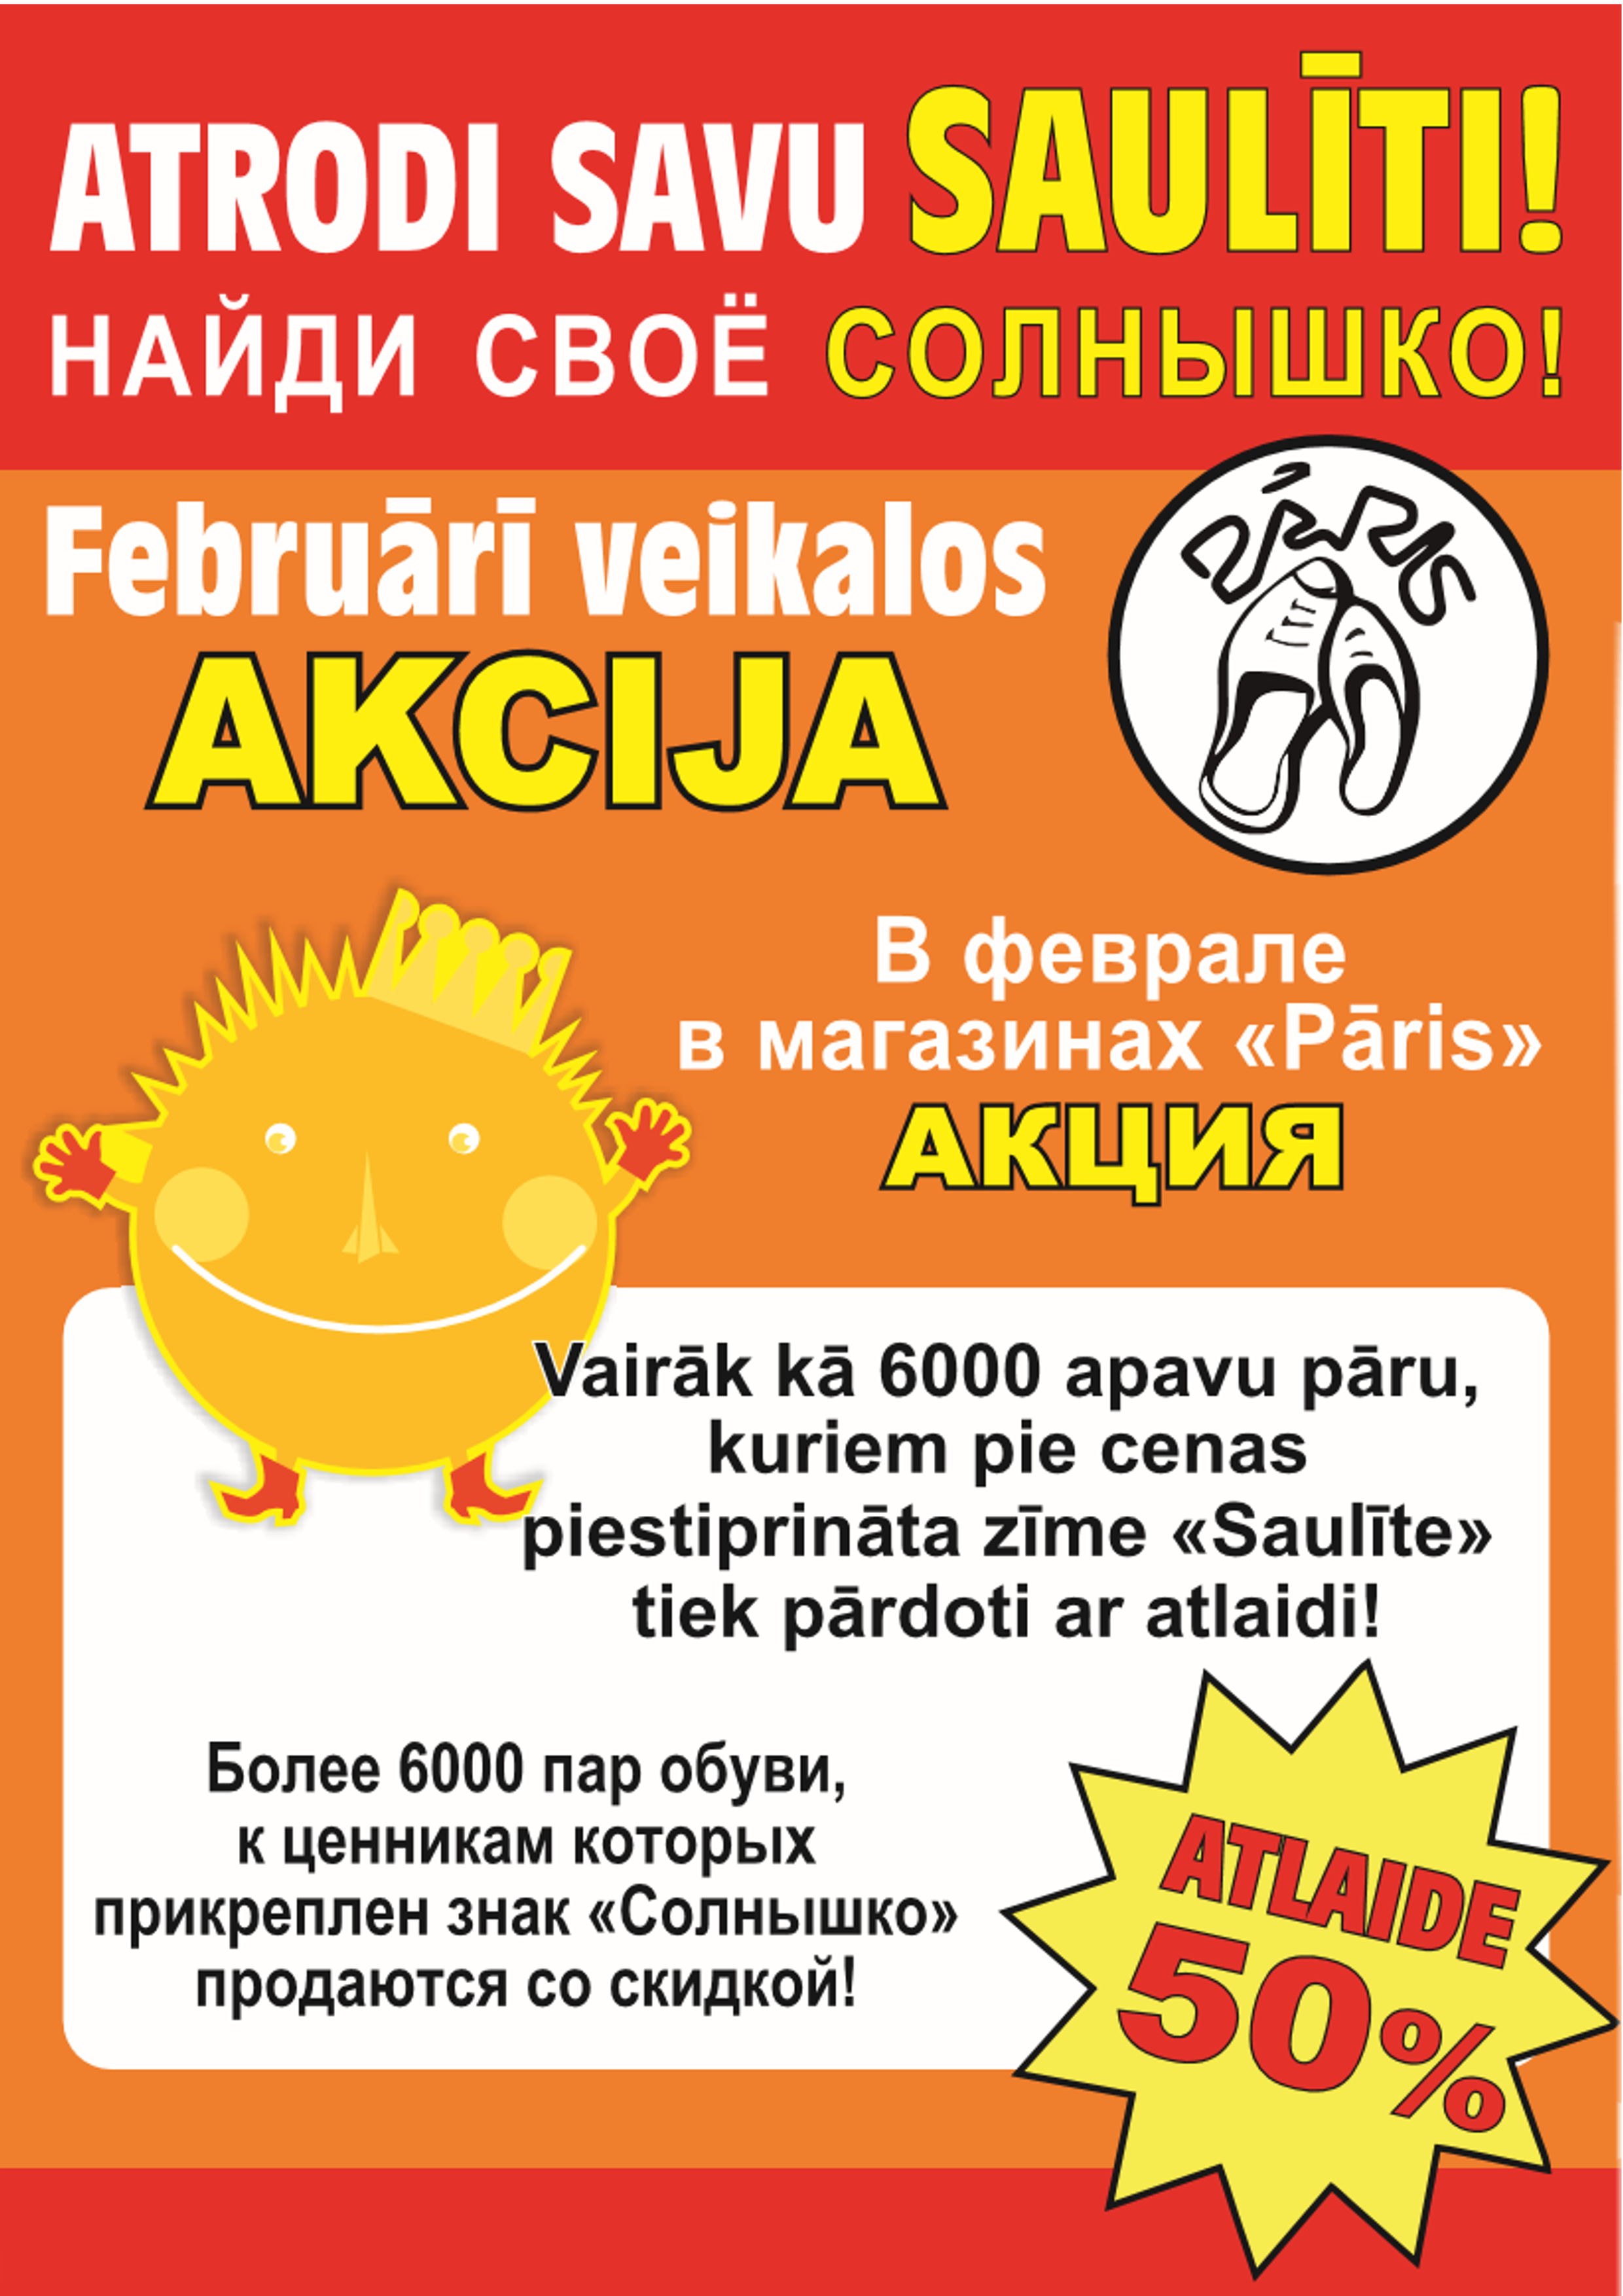 ATRODI SAVU SAULĪTI!
НАЙДИ СВОЁ СОЛНЫШКО!
Februārī veikalos
PĀRIS
AKCIJA
В феврале
в магазинах «Pāris»
АКЦИЯ
Vairāk kā 6000 apavu pāru,
kuriem pie cenas
piestiprināta zīme «Saulīte»
tiek pārdoti ar atlaidi!
Более 6000 пар обуви,
к ценникам которых
прикреплен знак «Солнышко»
продаются со скидкой!
ATLAIDE
50%